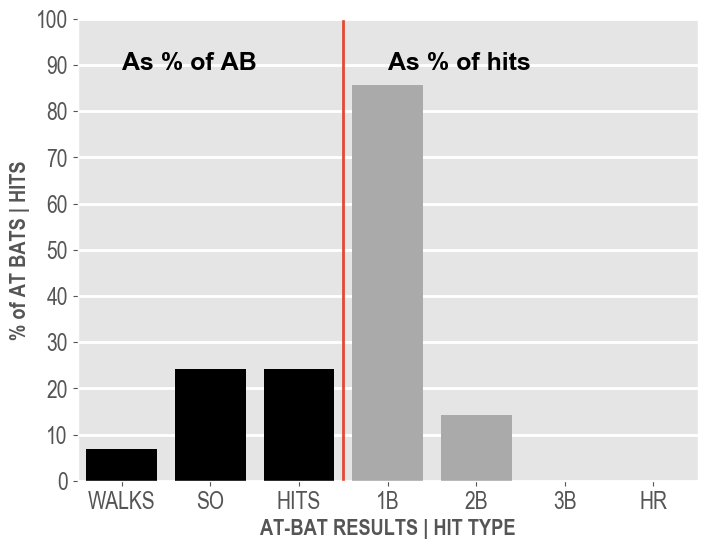 100
90
80
70
60
50
40
30
20
10
0
% of AT BATS | HITS
As % of AB
As % of hits
WALKS SO HITS 1B 2B 3B HR
AT-BAT RESULTS | HIT TYPE